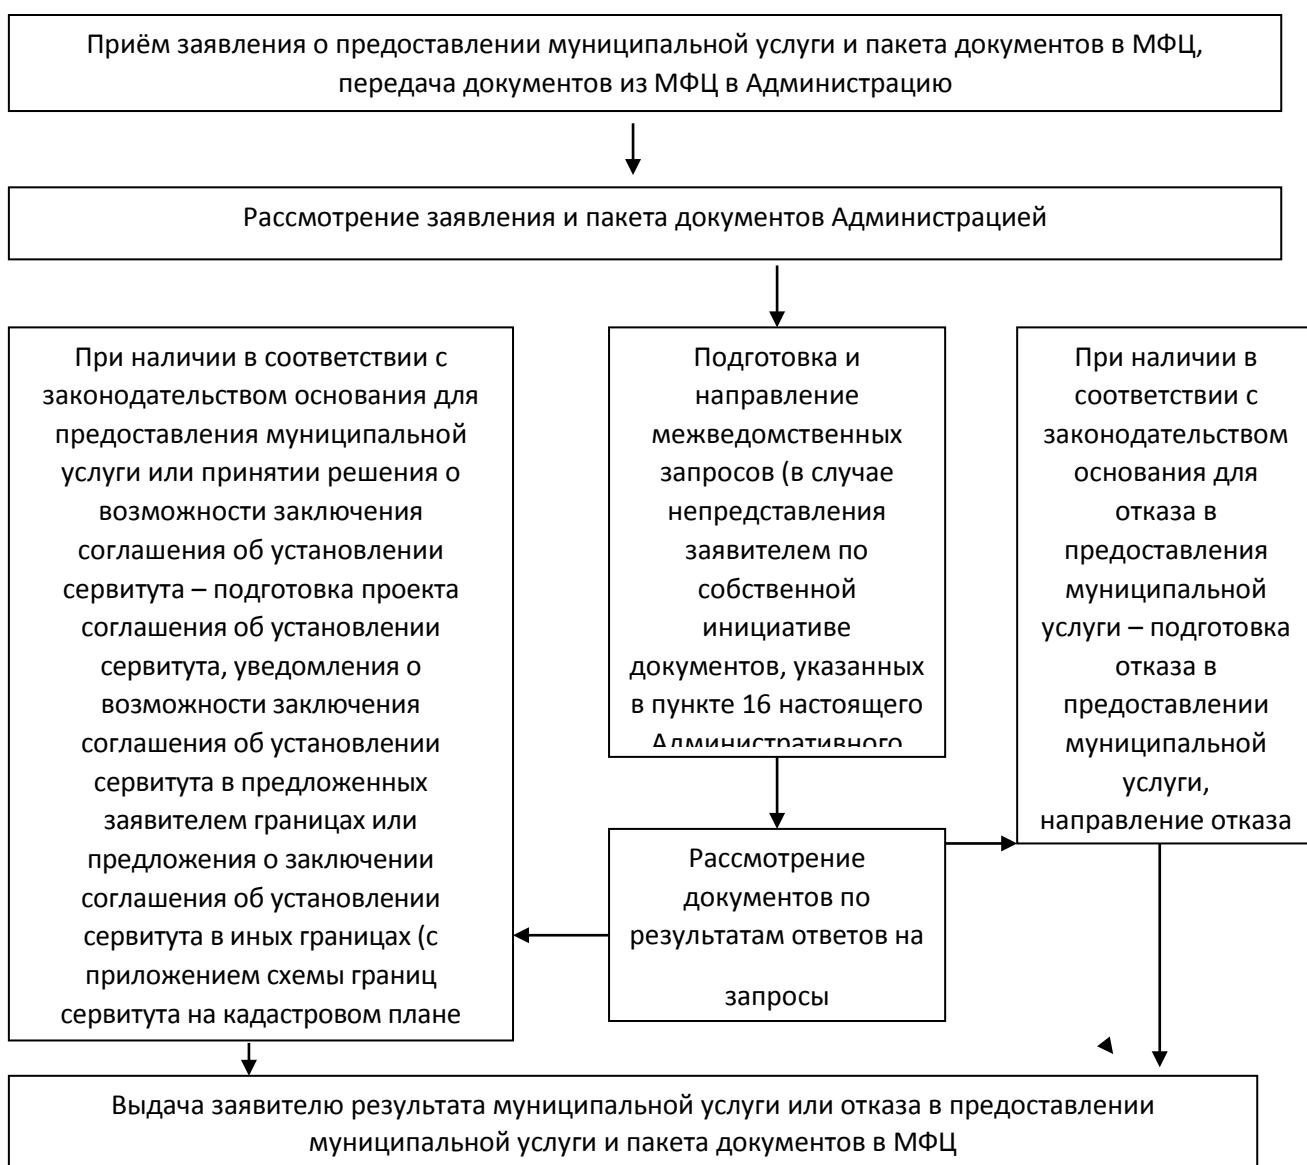 Приём заявления о предоставлении муниципальной услуги и пакета документов в МФЦ,
передача документов из МФЦ в Администрацию
Рассмотрение заявления и пакета документов Администрацией
При наличии в соответствии с
законодательством основания для
предоставления муниципальной
услуги или принятии решения о
возможности заключения
соглашения об установлении
сервитута – подготовка проекта
соглашения об установлении
сервитута, уведомления о
возможности заключения
соглашения об установлении
сервитута в предложенных
заявителем границах или
предложения о заключении
соглашения об установлении
сервитута в иных границах (с
приложением схемы границ
сервитута на кадастровом плане
Подготовка и
направление
межведомственных
запросов (в случае
непредставления
заявителем по
собственной
инициативе
документов, указанных
в пункте 16 настоящего
Административного
Рассмотрение
документов по
результатам ответов на
запросы
При наличии в
соответствии с
законодательством
основания для
отказа в
предоставления
муниципальной
услуги – подготовка
отказа в
предоставлении
муниципальной
услуги,
направление отказа
Выдача заявителю результата муниципальной услуги или отказа в предоставлении
муниципальной услуги и пакета документов в МФЦ